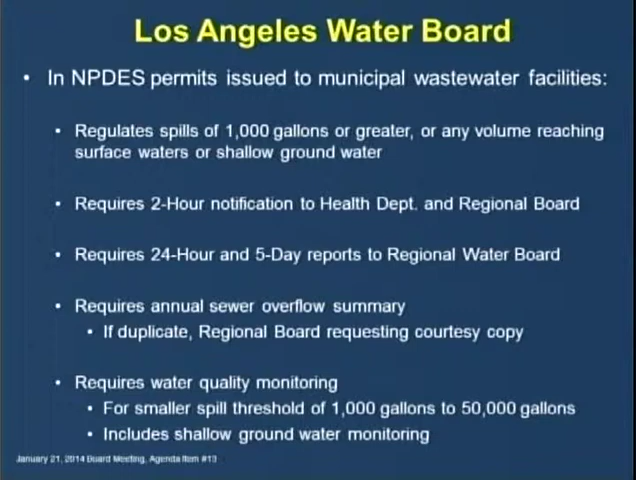 Los Angeles Water Board
• In NPDES permits issued to municipal wastewater facilities:
• Regulates spills of 1,000 gallons or greater, or any volume reaching
surface waters or shallow ground water
• Requires 2-Hour notification to Health Dept. and Regional Board
• Requires 24-Hour and 5-Day reports to Regional Water Board
• Requires annual sewer overflow summary
• If duplicate, Regional Board requesting courtesy copy
• Requires water quality monitoring
• For smaller spill threshold of 1,000 gallons to 50,000 gallons
• Includes shallow ground water monitoring
January 21, 2014 Board Meeting, Agenda Item #13